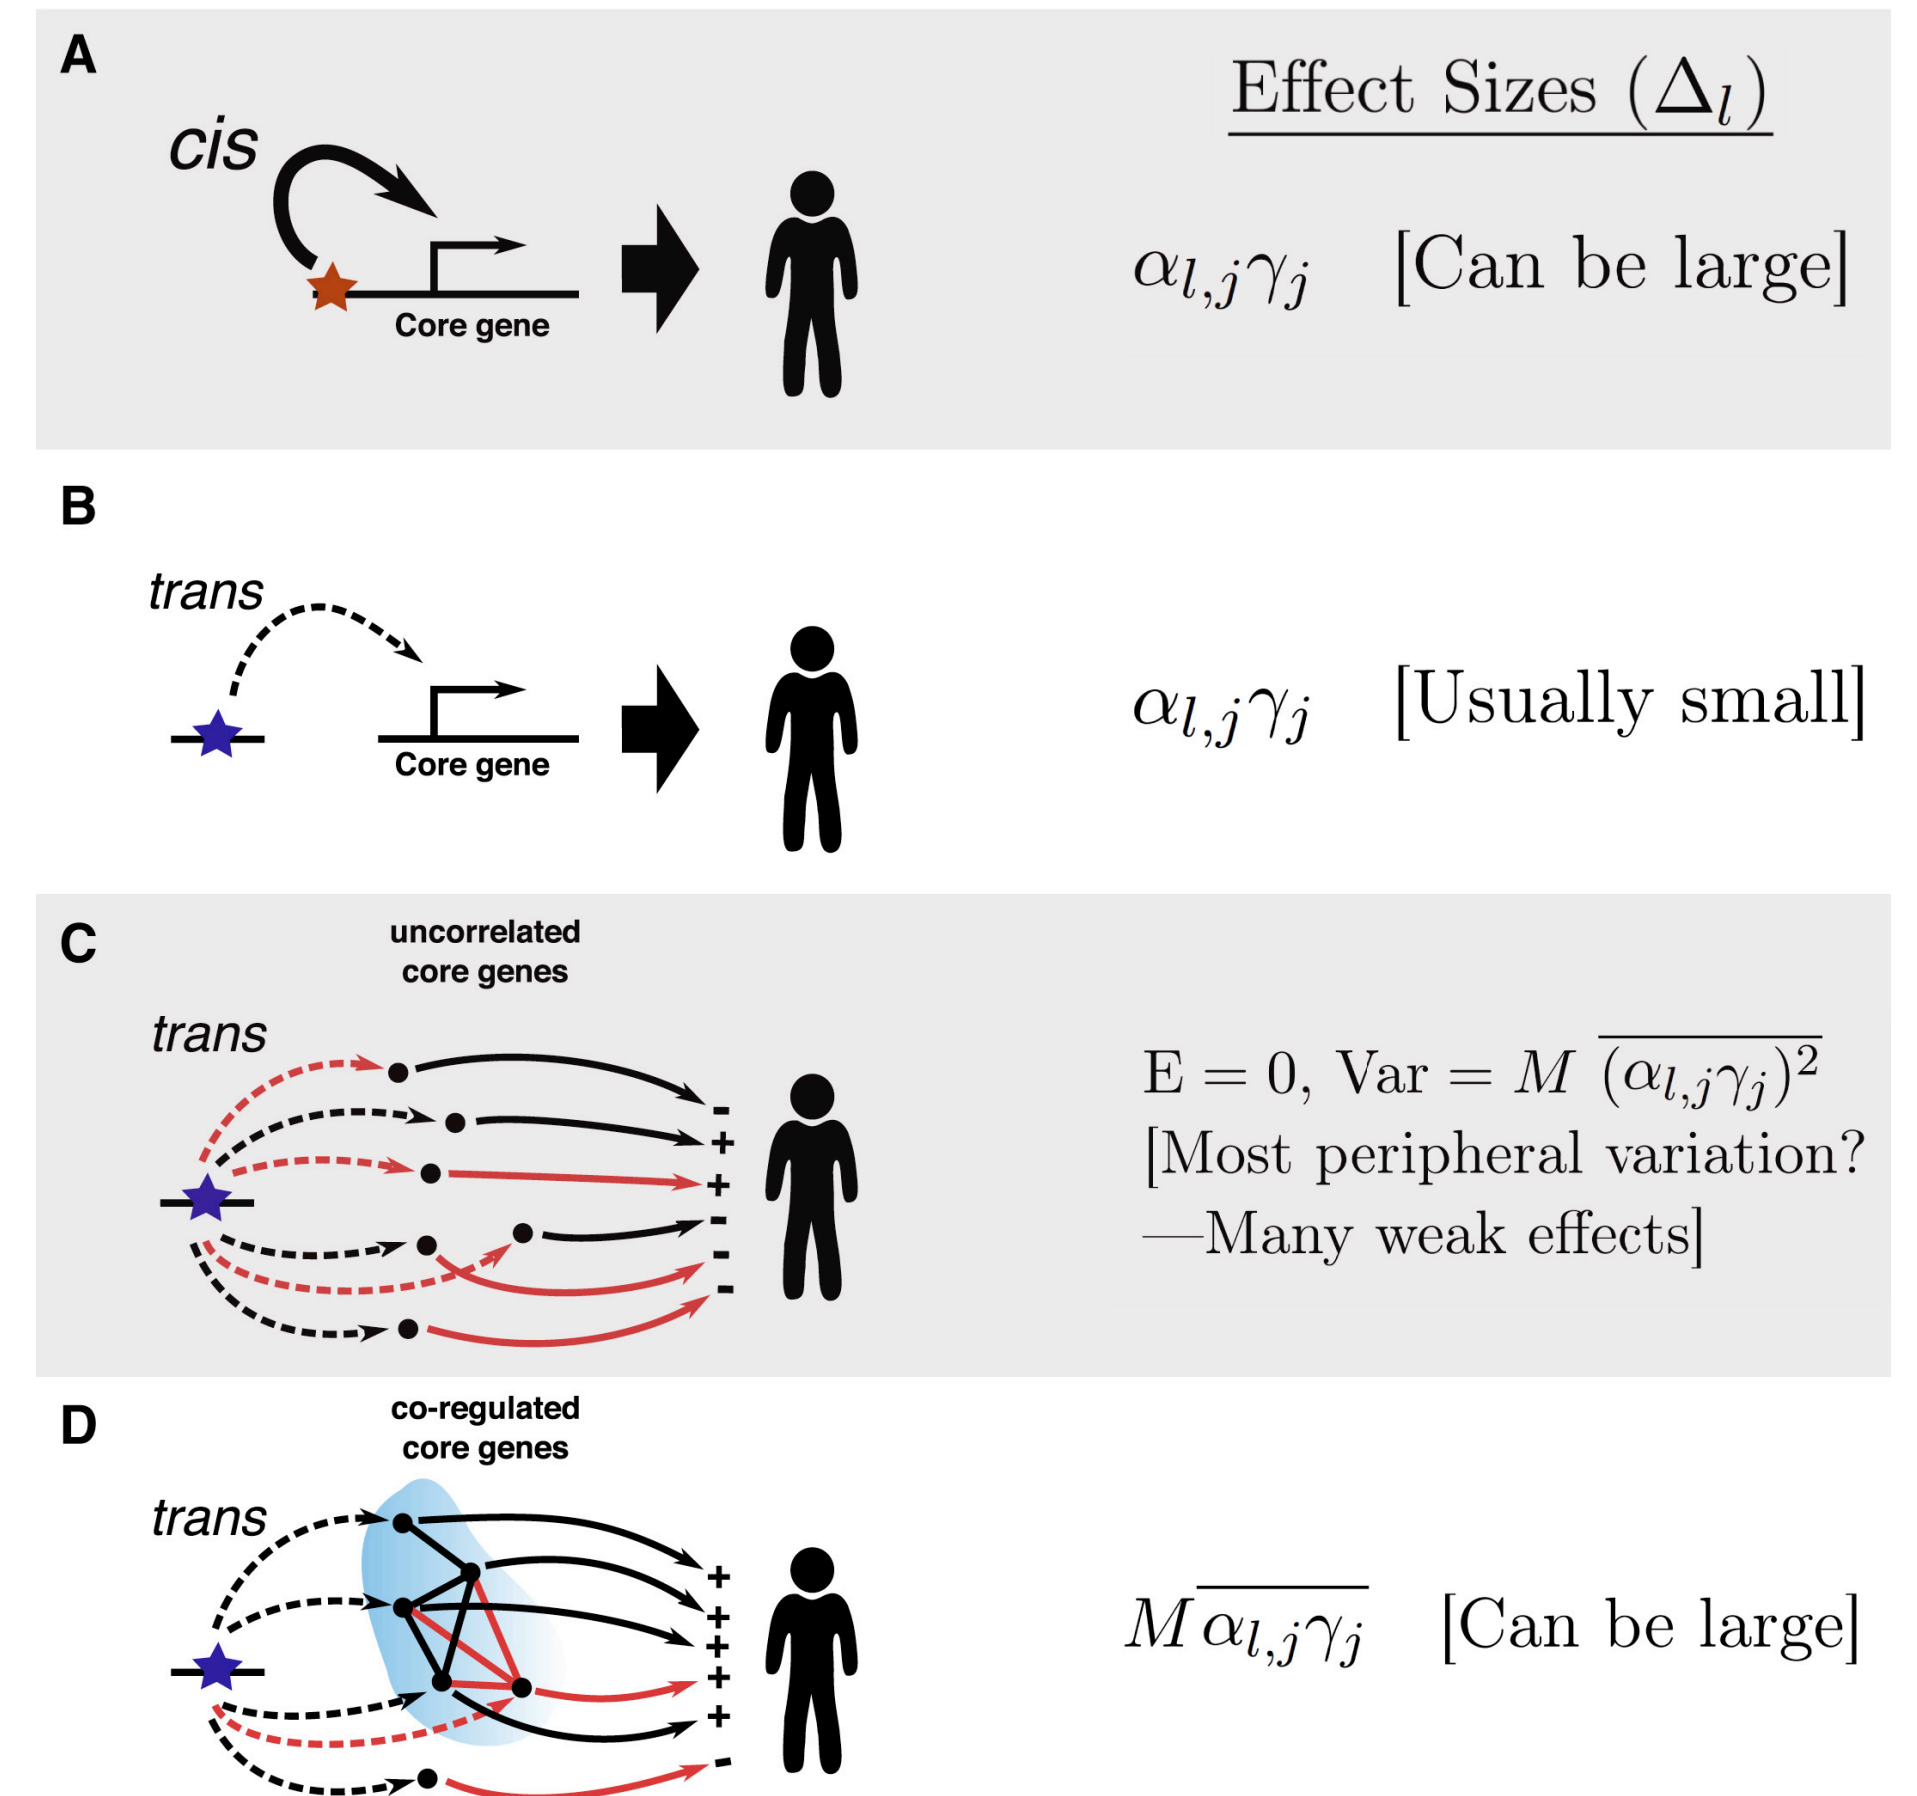 A
Effect Sizes (Δ_l)
cis
α_{l,j}γ_j [Can be large]
Core gene
B
trans
α_{l,j}γ_j [Usually small]
Core gene
C
uncorrelated
core genes
trans
E = 0, Var = M \overline{(α_{l,j}γ_j)^2}
[Most peripheral variation?
—Many weak effects]
-
+
+
-
-
-
D
co-regulated
core genes
trans
M\overline{α_{l,j}γ_j} [Can be large]
+
+
+
+
+
-